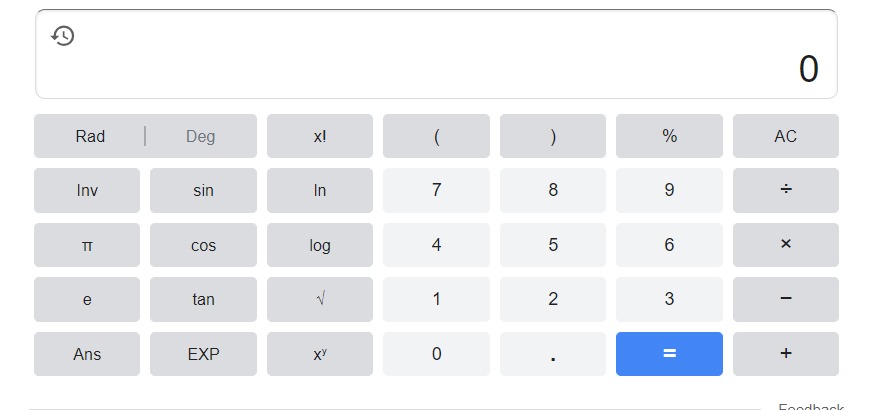 0
Rad | Deg x! ( ) % AC
Inv sin ln 7 8 9 ÷
π cos log 4 5 6 ×
e tan √ 1 2 3 −
Ans EXP xʸ 0 . = +
Feedback